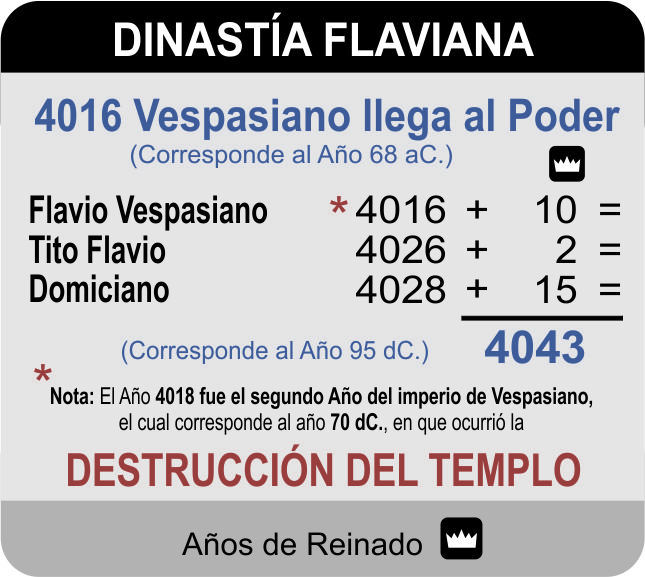 DINASTÍA FLAVIANA
4016 Vespasiano llega al Poder
(Corresponde al Año 68 aC.)
Flavio Vespasiano * 4016 + 10 =
Tito Flavio 4026 + 2 =
Domiciano 4028 + 15 =
(Corresponde al Año 95 dC.) 4043
* Nota: El Año 4018 fue el segundo Año del imperio de Vespasiano,
el cual corresponde al año 70 dC., en que ocurrió la
DESTRUCCIÓN DEL TEMPLO
Años de Reinado